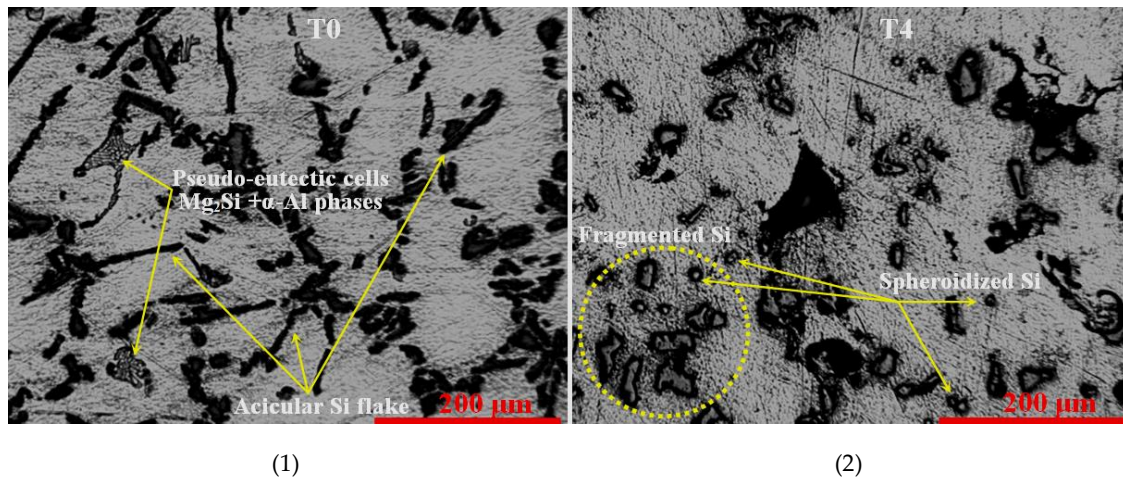 T0
Pseudo-eutectic cells
Mg₂Si +α-Al phases
Acicular Si flake
200 μm
T4
Fragmented Si
Spheroidized Si
200 μm
(1)
(2)